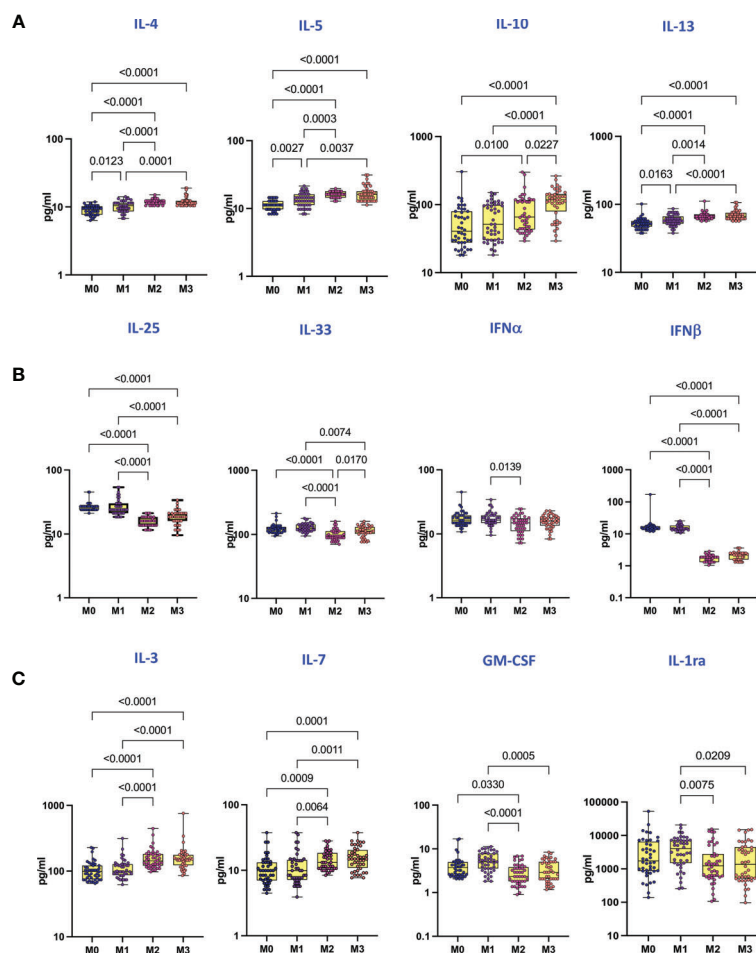 A
IL-4 IL-5 IL-10 IL-13
<0.0001
<0.0001
<0.0001
0.0123 0.0001
<0.0001
<0.0001
0.0003
0.0027 0.0037
<0.0001
<0.0001
0.0100 0.0227
<0.0001
<0.0001
0.0014
0.0163 <0.0001
pg/ml
100
10
1
M0 M1 M2 M3
pg/ml
100
10
1
M0 M1 M2 M3
pg/ml
1000
100
10
M0 M1 M2 M3
pg/ml
1000
100
10
M0 M1 M2 M3
B
IL-25 IL-33 IFNα IFNβ
<0.0001
<0.0001
<0.0001
<0.0001
0.0074
<0.0001 0.0170
<0.0001
0.0139
<0.0001
<0.0001
<0.0001
<0.0001
pg/ml
100
10
1
M0 M1 M2 M3
pg/ml
1000
100
10
M0 M1 M2 M3
pg/ml
100
10
1
M0 M1 M2 M3
pg/ml
1000
100
10
1
0.1
M0 M1 M2 M3
C
IL-3 IL-7 GM-CSF IL-1ra
<0.0001
<0.0001
<0.0001
<0.0001
0.0001
0.0011
0.0009
0.0064
0.0005
0.0330
<0.0001
0.0209
0.0075
pg/ml
1000
100
10
M0 M1 M2 M3
pg/ml
100
10
1
M0 M1 M2 M3
pg/ml
100
10
1
0.1
M0 M1 M2 M3
pg/ml
100000
10000
1000
100
10
1
M0 M1 M2 M3